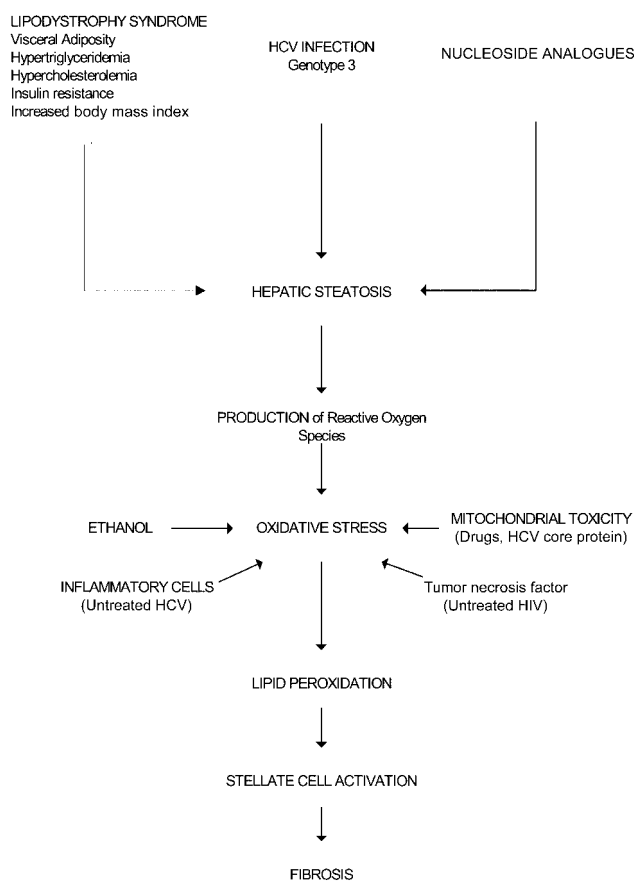 LIPODYSTROPHY SYNDROME
Visceral Adiposity
Hypertriglyceridemia
Hypercholesterolemia
Insulin resistance
Increased body mass index
HCV INFECTION
Genotype 3
NUCLEOSIDE ANALOGUES
HEPATIC STEATOSIS
PRODUCTION of Reactive Oxygen
Species
ETHANOL
OXIDATIVE STRESS
MITOCHONDRIAL TOXICITY
(Drugs, HCV core protein)
INFLAMMATORY CELLS
(Untreated HCV)
Tumor necrosis factor
(Untreated HIV)
LIPID PEROXIDATION
STELLATE CELL ACTIVATION
FIBROSIS